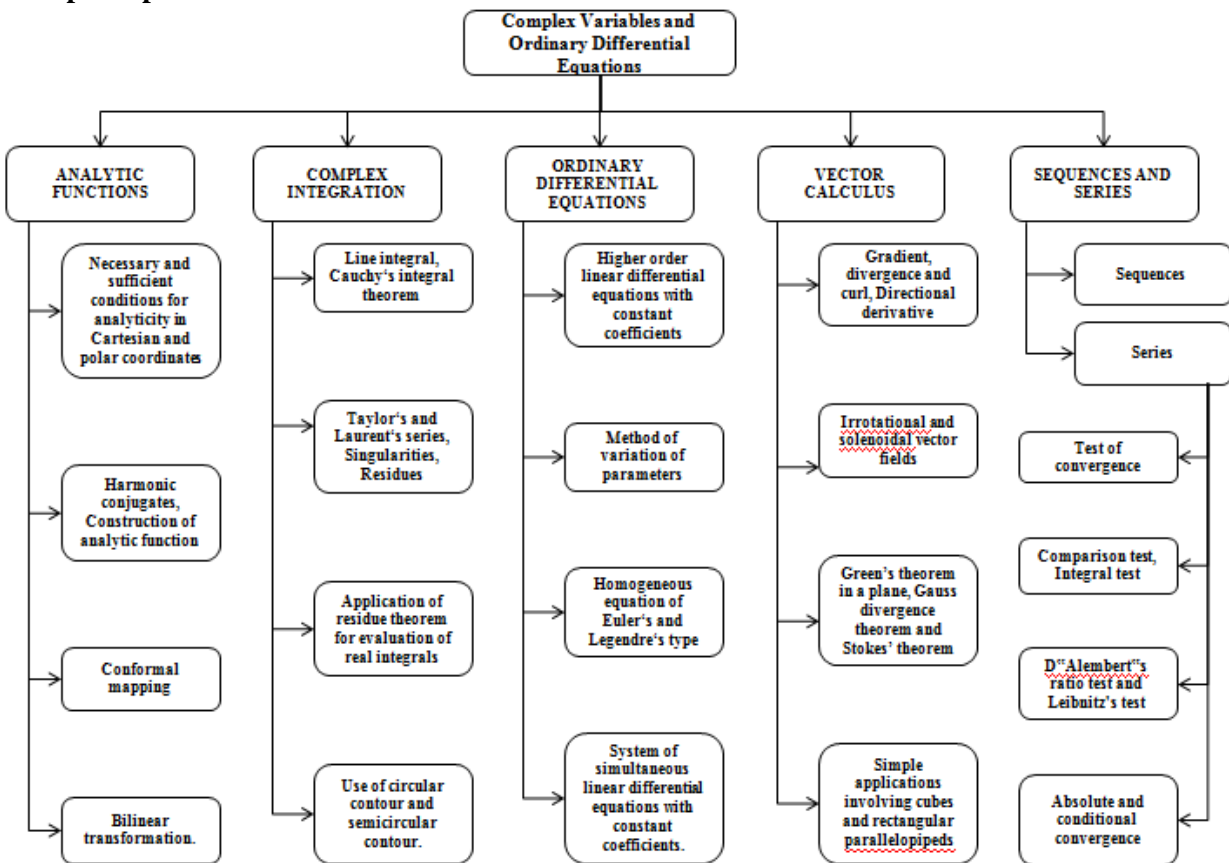 Complex Variables and
Ordinary Differential
Equations
ANALYTIC
FUNCTIONS
Necessary and
sufficient
conditions for
analyticity in
Cartesian and
polar coordinates
Harmonic
conjugates,
Construction of
analytic function
Conformal
mapping
Bilinear
transformation.
COMPLEX
INTEGRATION
Line integral,
Cauchy‘s integral
theorem
Taylor‘s and
Laurent‘s series,
Singularities,
Residues
Application of
residue theorem
for evaluation of
real integrals
Use of circular
contour and
semicircular
contour.
ORDINARY
DIFFERENTIAL
EQUATIONS
Higher order
linear differential
equations with
constant
coefficients
Method of
variation of
parameters
Homogeneous
equation of
Euler‘s and
Legendre‘s type
System of
simultaneous
linear differential
equations with
constant
coefficients.
VECTOR
CALCULUS
Gradient,
divergence and
curl, Directional
derivative
Irrotational and
solenoidal vector
fields
Green’s theorem
in a plane, Gauss
divergence
theorem and
Stokes’ theorem
Simple
applications
involving cubes
and rectangular
parallelopipeds
SEQUENCES AND
SERIES
Sequences
Series
Test of
convergence
Comparison test,
Integral test
D‟Alembert‟s
ratio test and
Leibnitz’s test
Absolute and
conditional
convergence